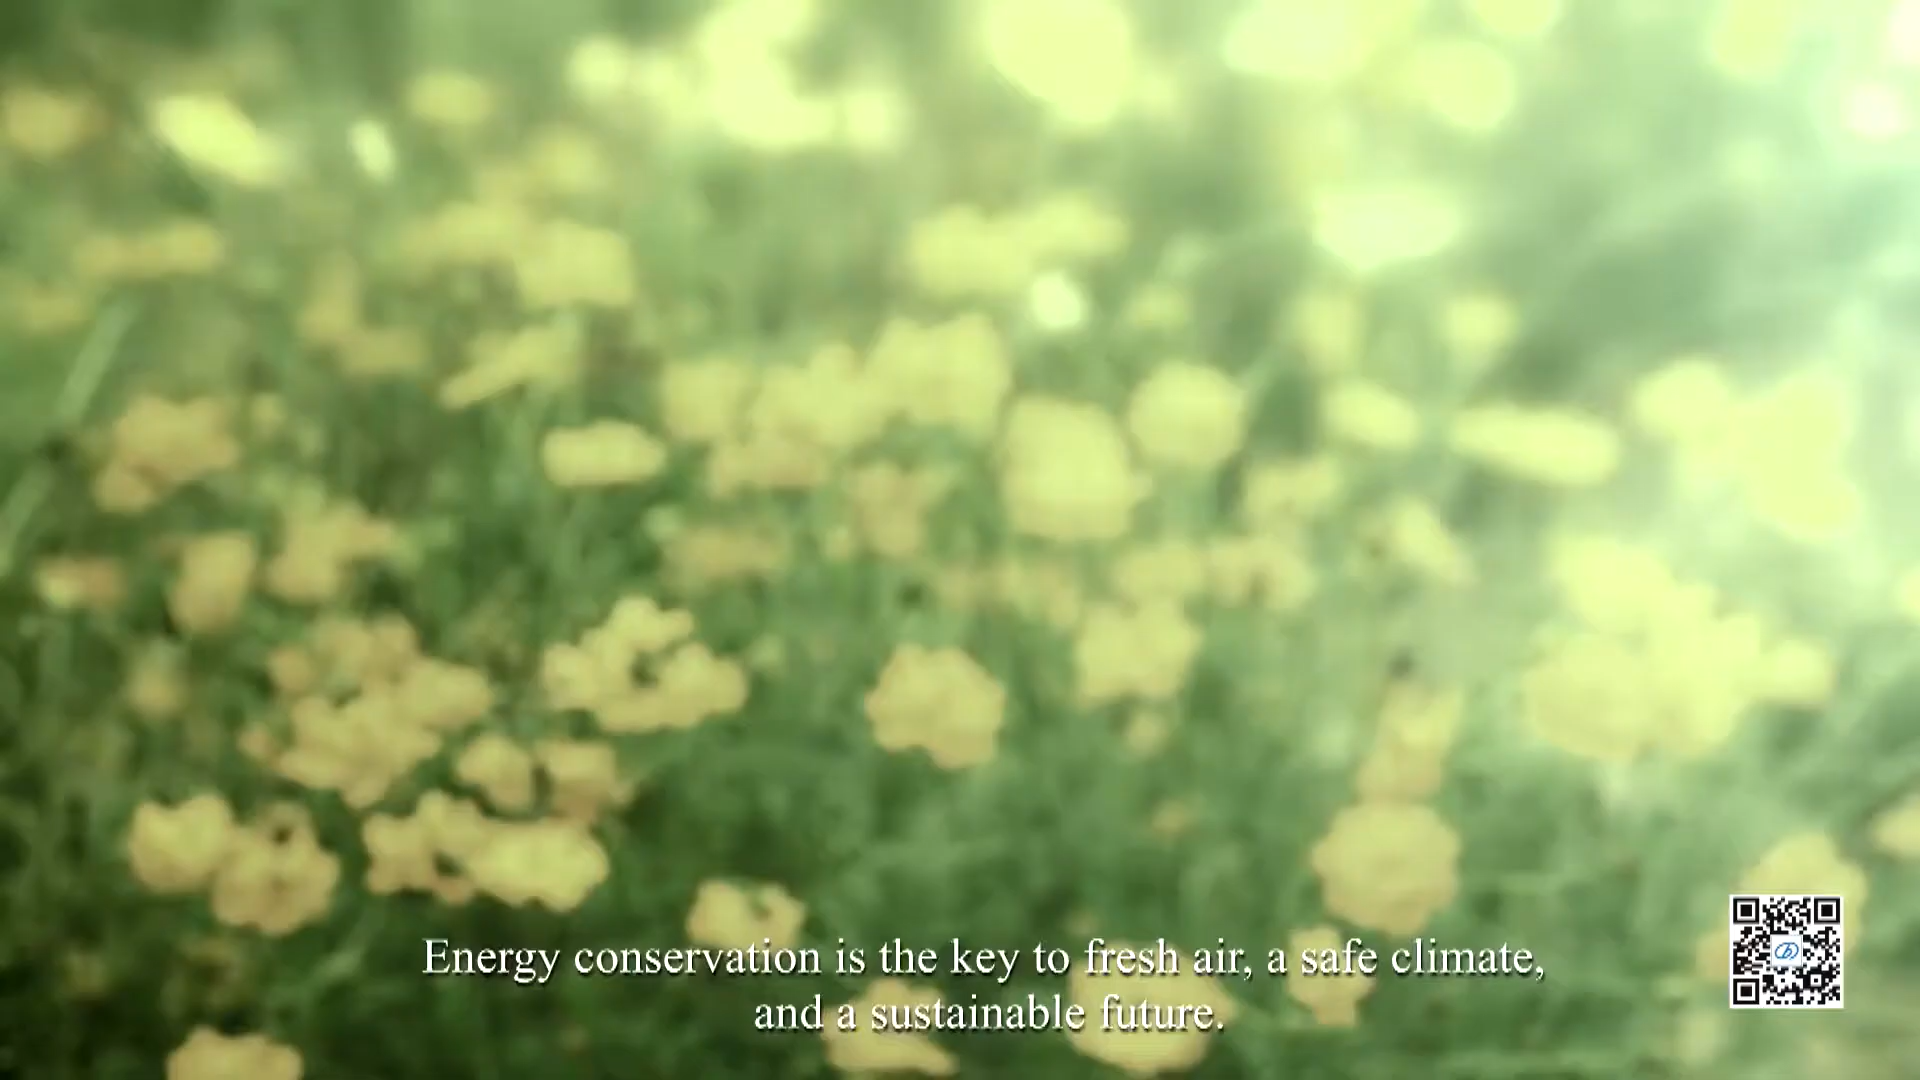 Energy conservation is the key to fresh air, a safe climate,
and a sustainable future.